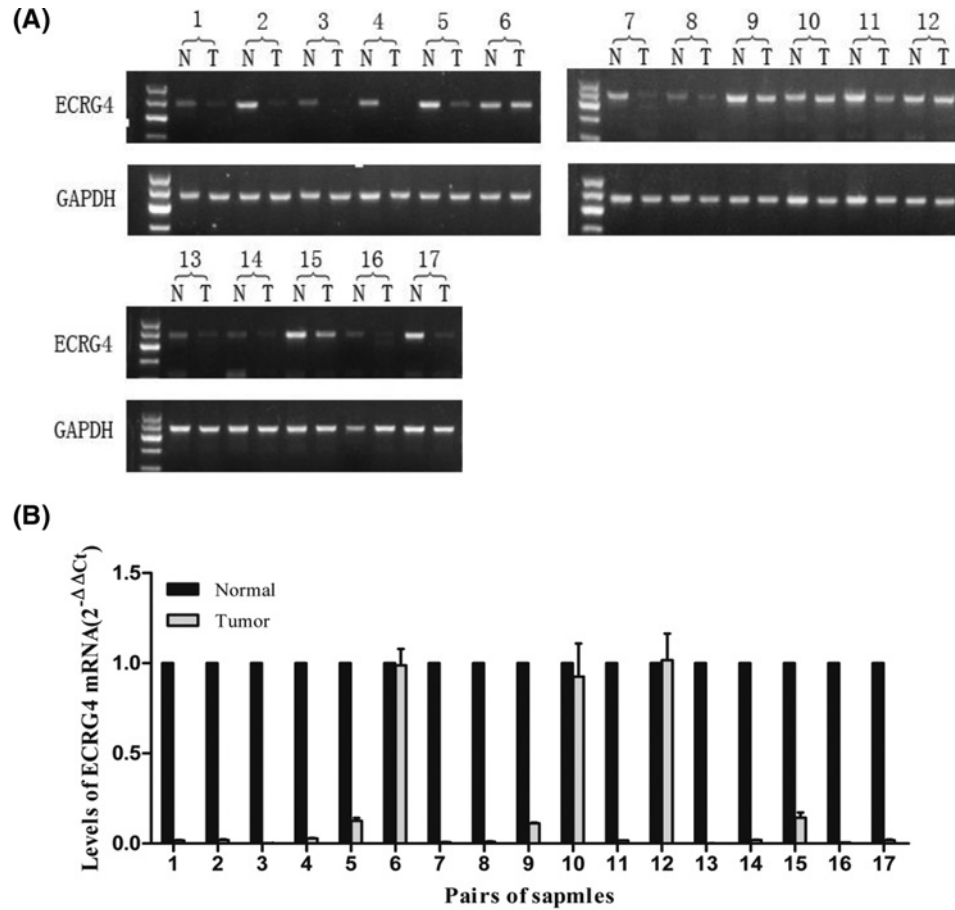 (A)
1 2 3 4 5 6
N T N T N T N T N T N T
ECRG4
GAPDH
7 8 9 10 11 12
N T N T N T N T N T N T
13 14 15 16 17
N T N T N T N T N T
ECRG4
GAPDH
(B)
Levels of ECRG4 mRNA(2-ΔΔCt)
1.5
1.0
0.5
0.0
Normal
Tumor
1 2 3 4 5 6 7 8 9 10 11 12 13 14 15 16 17
Pairs of sapmles